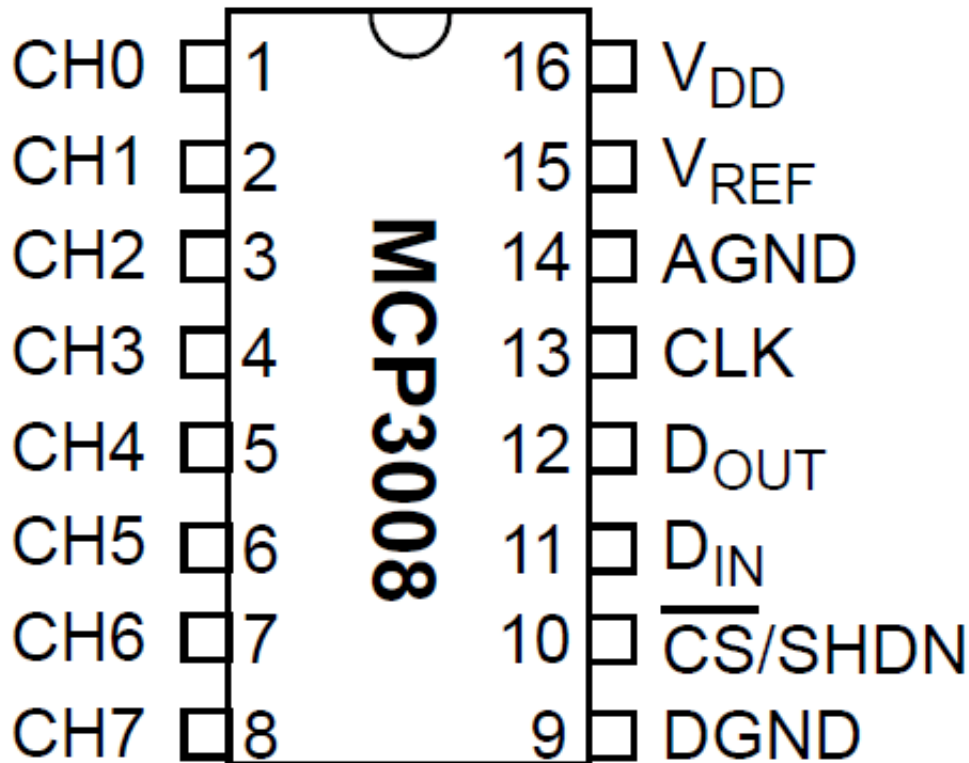 CH0 1 16 VDD
CH1 2 15 VREF
CH2 3 14 AGND
CH3 4 13 CLK
CH4 5 12 DOUT
CH5 6 11 DIN
CH6 7 10 C̅S̅/SHDN
CH7 8 9 DGND
MCP3008